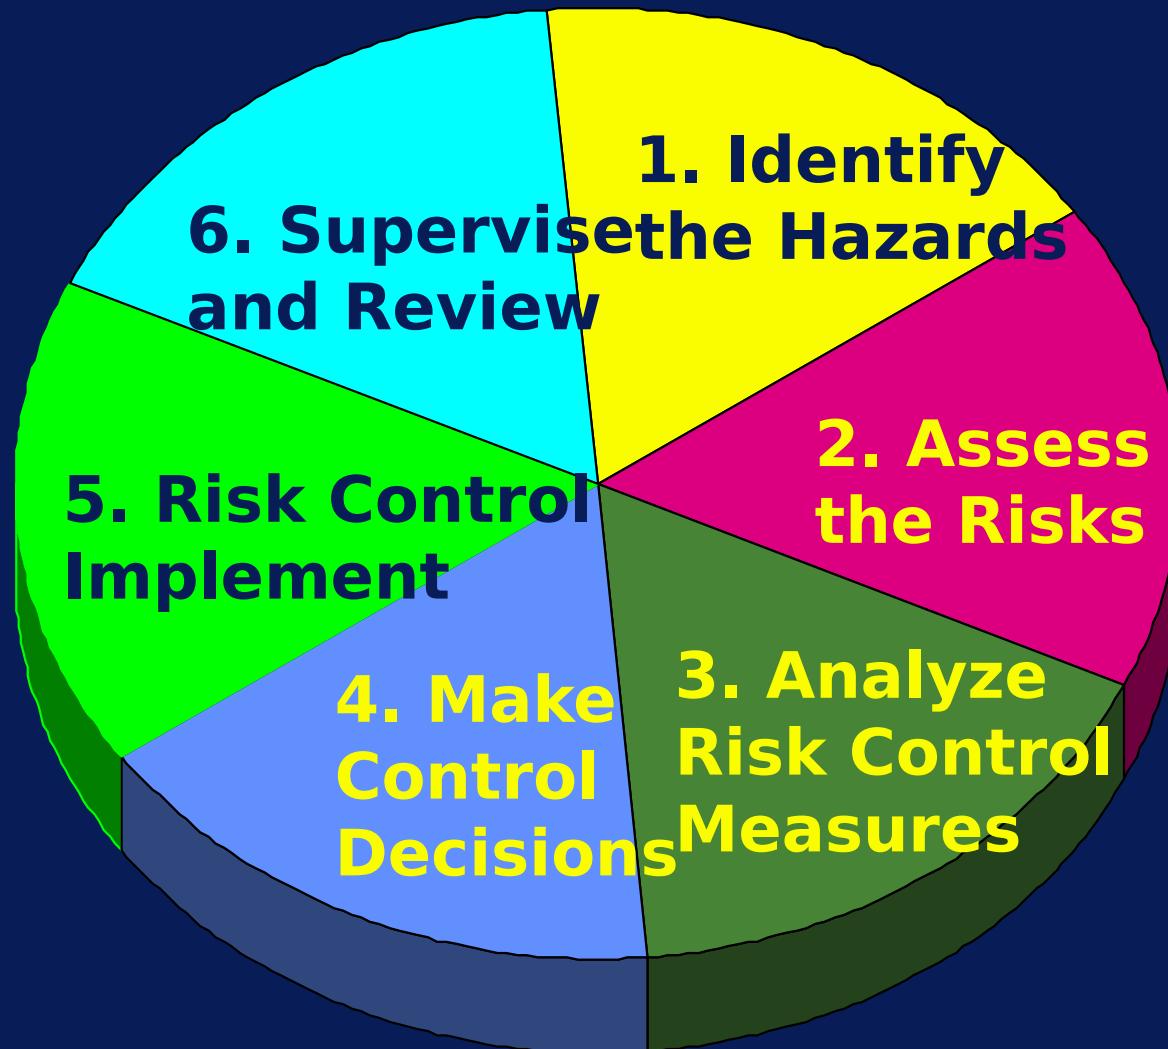 1. Identify
the Hazards
2. Assess
the Risks
3. Analyze
Risk Control
Measures
4. Make
Control
Decisions
5. Risk Control
Implement
6. Supervise
and Review